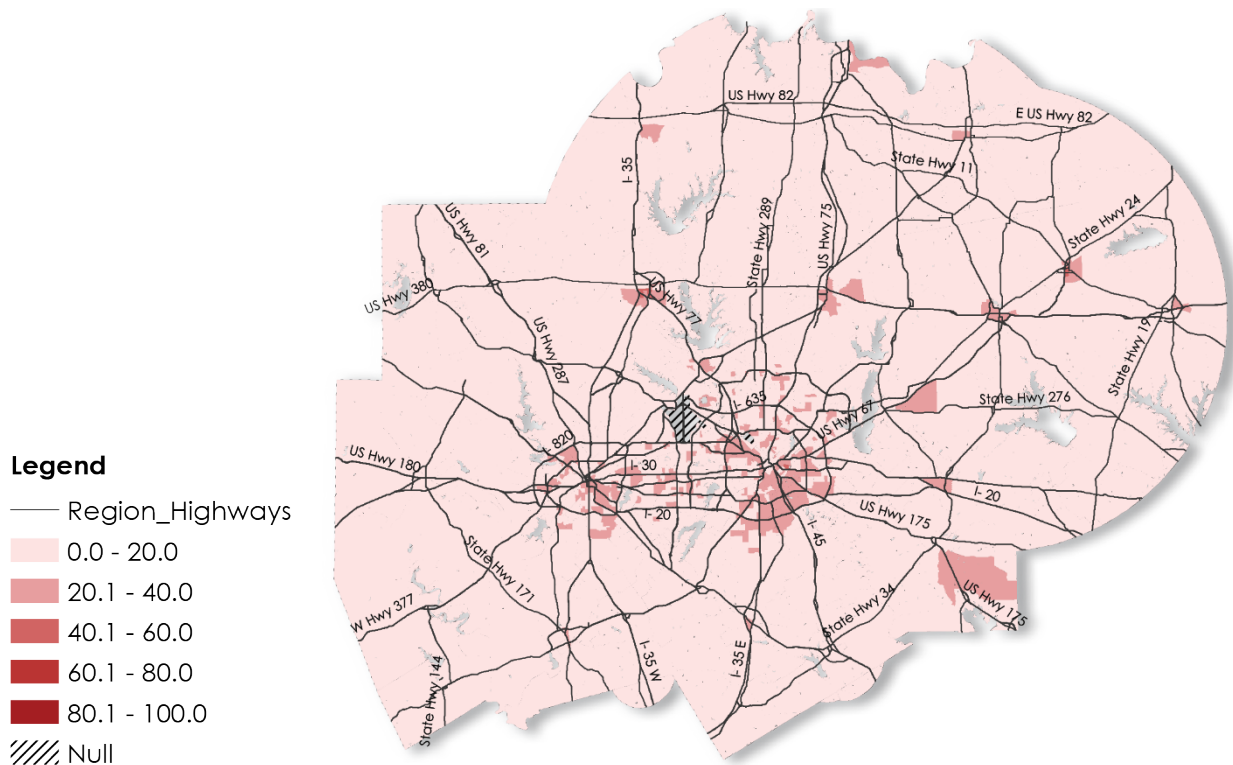 US Hwy 82
E US Hwy 82
State Hwy 11
I- 35
State Hwy 24
US Hwy 81
State Hwy 289
US Hwy 75
US Hwy 380
US Hwy 77
State Hwy 19
US Hwy 287
State Hwy 276
I- 635
US Hwy 67
I- 820
US Hwy 180
I- 30
I- 20
I- 20
US Hwy 175
I- 45
State Hwy 171
W Hwy 377
State Hwy 34
US Hwy 175
I- 35 W
I- 35 E
State Hwy 144
Legend
Region_Highways
0.0 - 20.0
20.1 - 40.0
40.1 - 60.0
60.1 - 80.0
80.1 - 100.0
Null